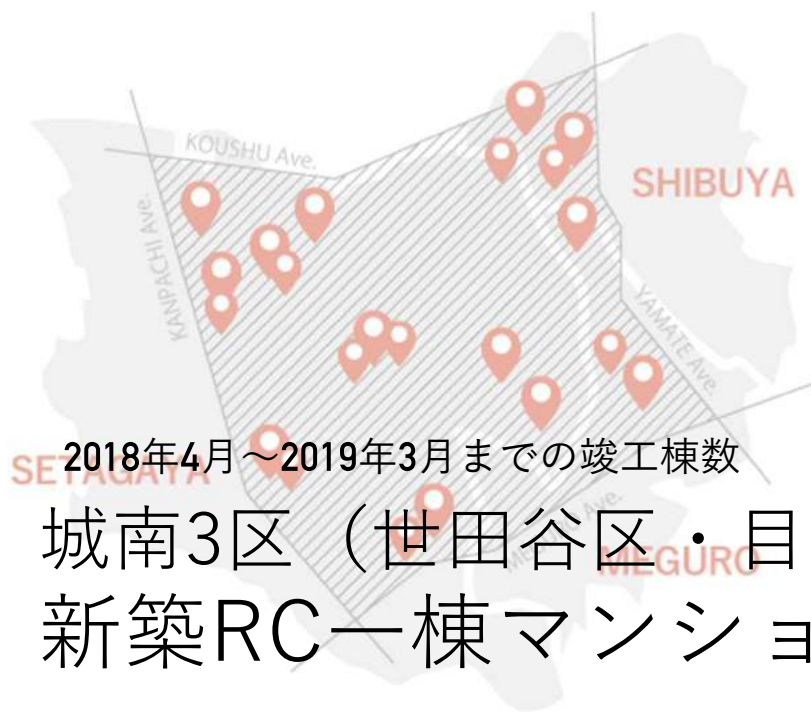 KOUSHU Ave.
SHIBUYA
KANPACHI Ave.
YAMATE Ave.
2018年4月～2019年3月までの竣工棟数
SETAGAYA
城南3区（世田谷区・目
MEGURO
新築RC一棟マンショ